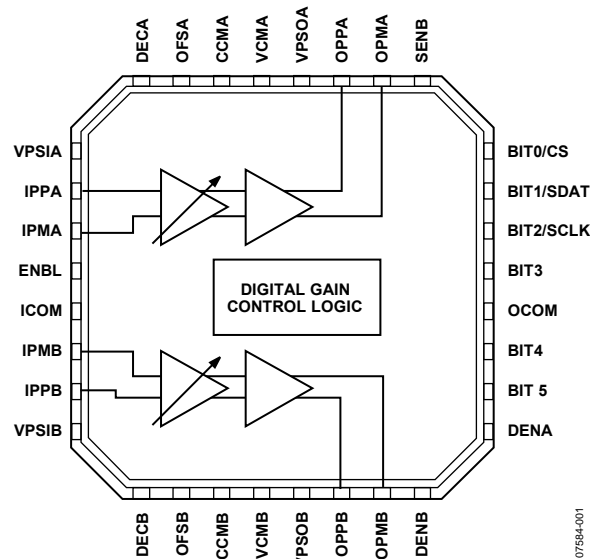 DECA
OFSA
CCMA
VCMA
VPSOA
OPPA
OPMA
SENB
VPSIA
IPPA
IPMA
ENBL
ICOM
IPMB
IPPB
VPSIB
DIGITAL GAIN
CONTROL LOGIC
BIT0/CS
BIT1/SDAT
BIT2/SCLK
BIT3
OCOM
BIT4
BIT 5
DENA
DECB
OFSB
CCMB
VCMB
VPSOB
OPPB
OPMB
DENB
07584-001